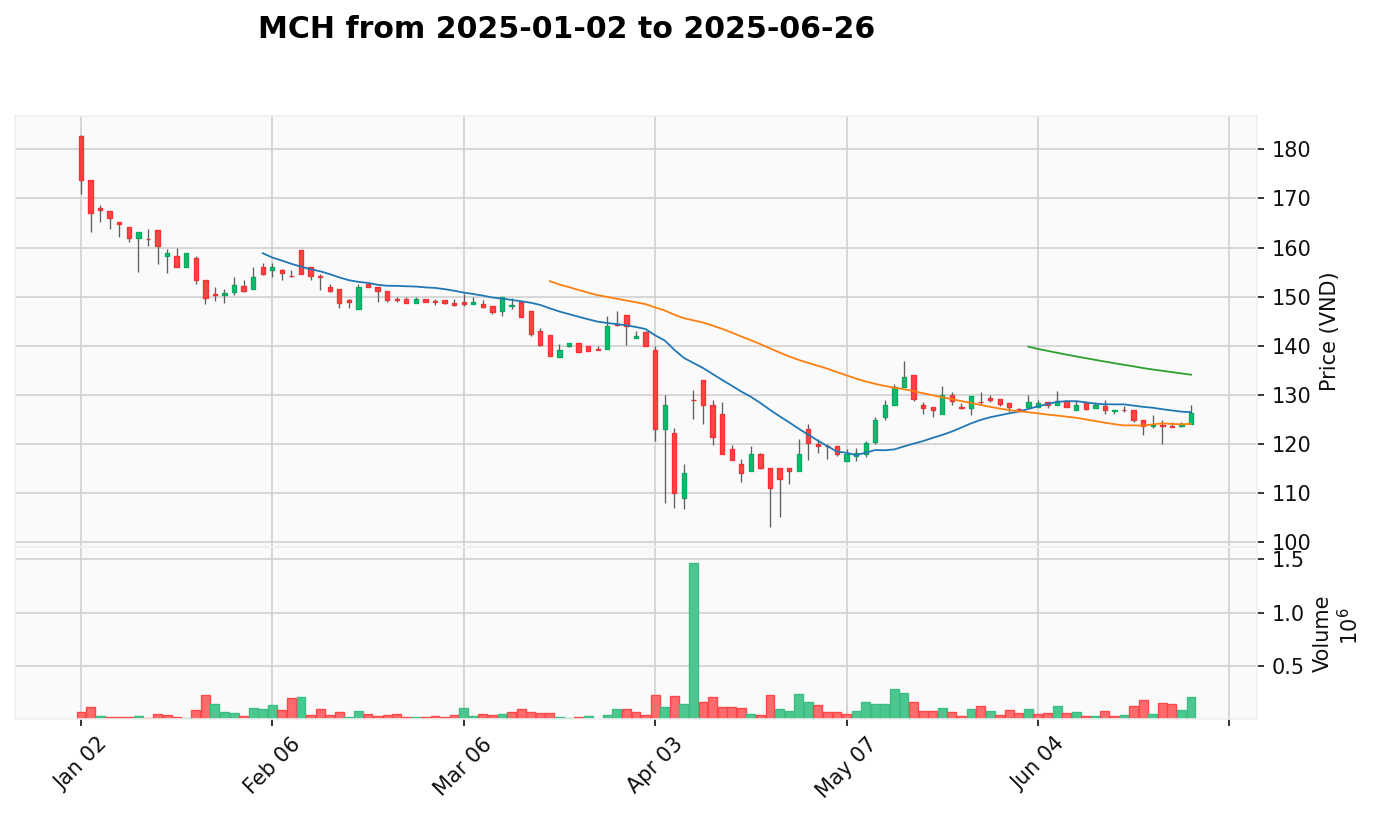 MCH from 2025-01-02 to 2025-06-26
180
170
160
150
140
130
120
110
100
Price (VND)
1.5
1.0
0.5
Volume
10⁶
Jan 02
Feb 06
Mar 06
Apr 03
May 07
Jun 04